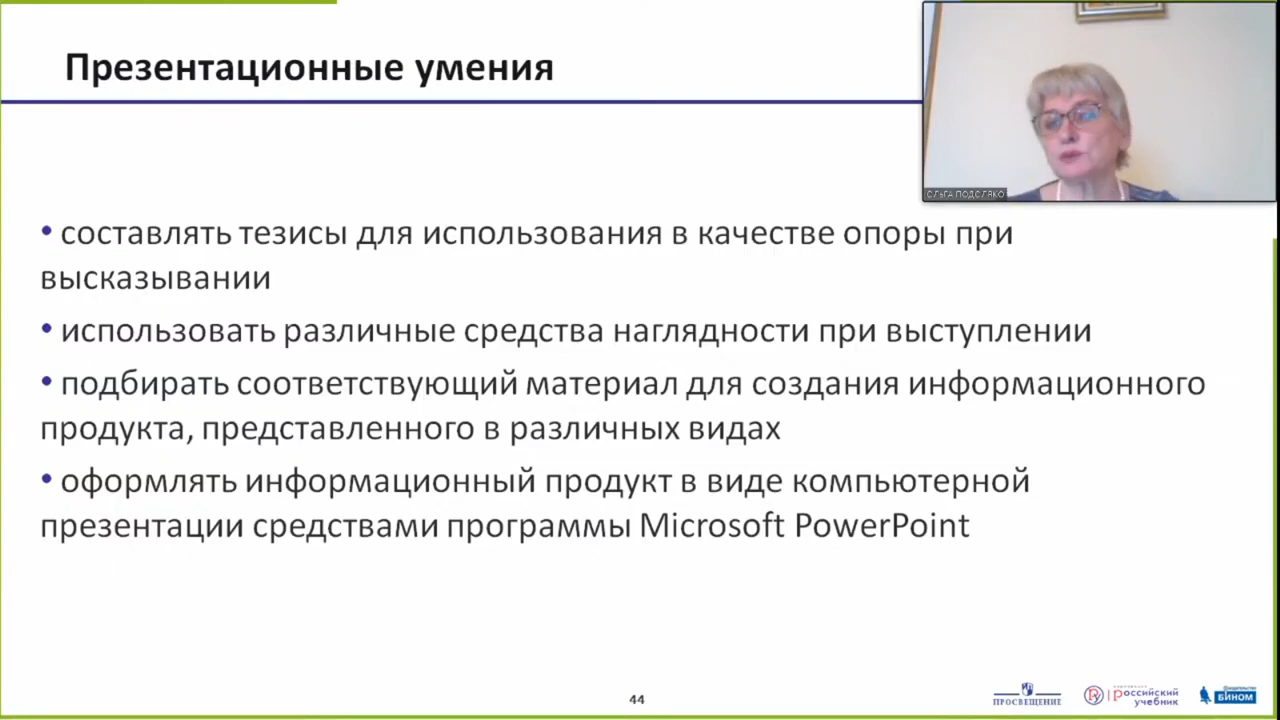 Презентационные умения
ОЛЬГА ПОДОЛЯКО
• составлять тезисы для использования в качестве опоры при
высказывании
• использовать различные средства наглядности при выступлении
• подбирать соответствующий материал для создания информационного
продукта, представленного в различных видах
• оформлять информационный продукт в виде компьютерной
презентации средствами программы Microsoft PowerPoint
44
ПРОСВЕЩЕНИЕ
российский
учебник
БИНОМ